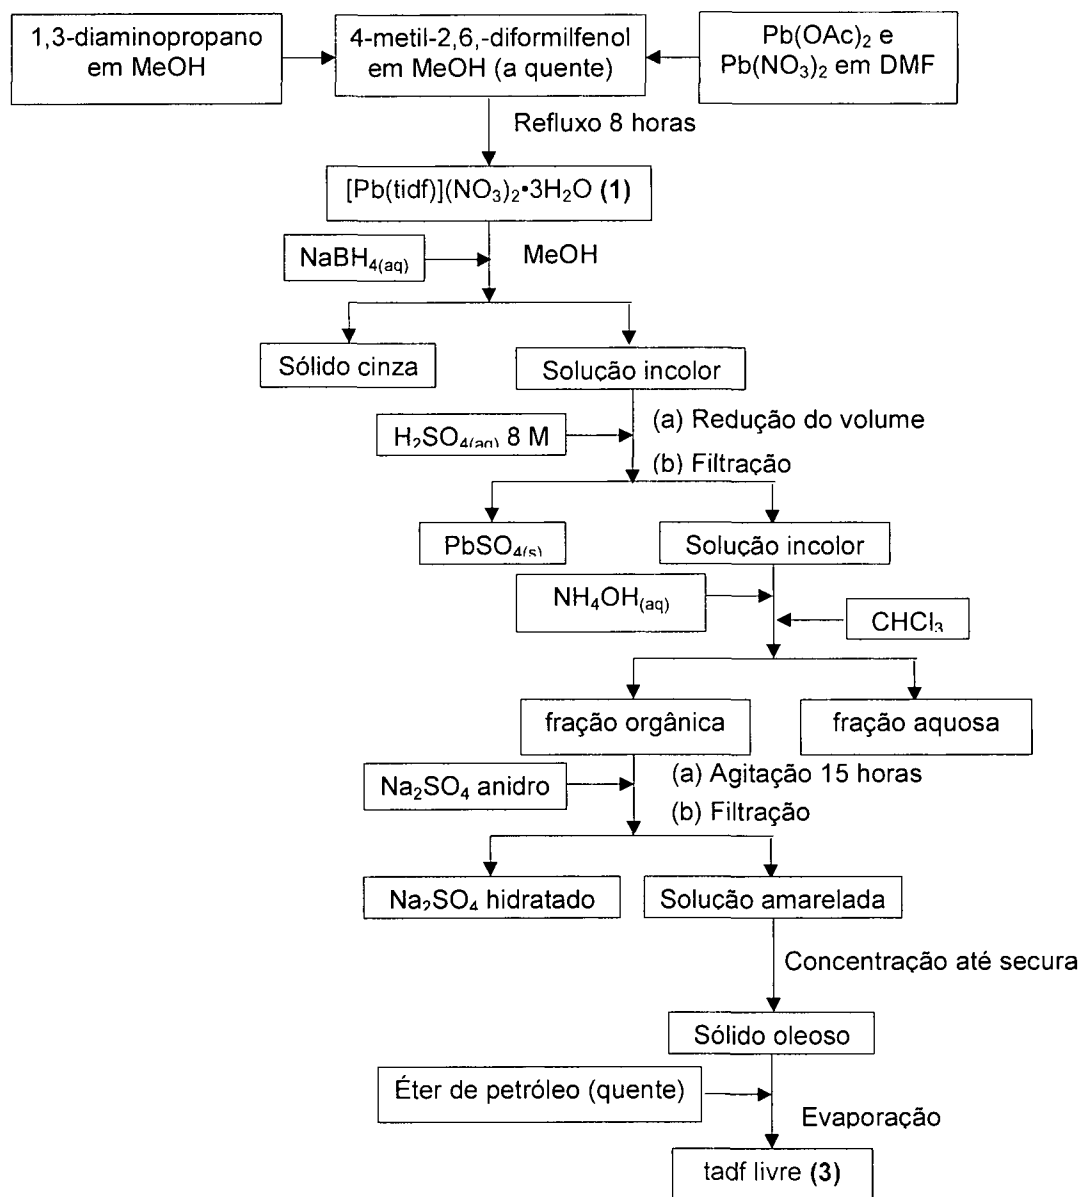 1,3-diaminopropano
em MeOH
4-metil-2,6,-diformilfenol
em MeOH (a quente)
Pb(OAc)₂ e
Pb(NO₃)₂ em DMF
Refluxo 8 horas
[Pb(tidf)](NO₃)₂•3H₂O (1)
NaBH₄(aq)
MeOH
Sólido cinza
Solução incolor
(a) Redução do volume
H₂SO₄(aq) 8 M
(b) Filtração
PbSO₄(s)
Solução incolor
NH₄OH(aq)
CHCl₃
fração orgânica
fração aquosa
(a) Agitação 15 horas
Na₂SO₄ anidro
(b) Filtração
Na₂SO₄ hidratado
Solução amarelada
Concentração até secura
Sólido oleoso
Éter de petróleo (quente)
Evaporação
tadf livre (3)